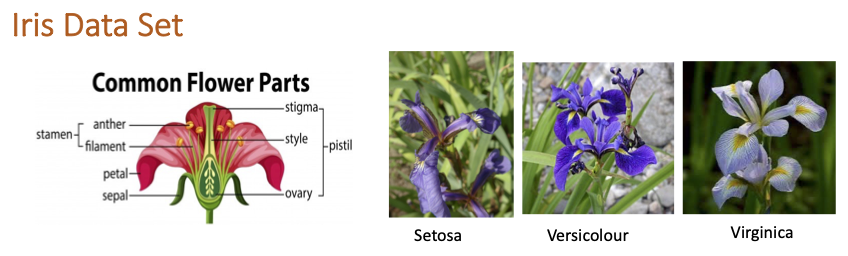 Iris Data Set
Common Flower Parts
stigma
anther
stamen
style
filament
pistil
petal
sepal
ovary
Setosa
Versicolour
Virginica